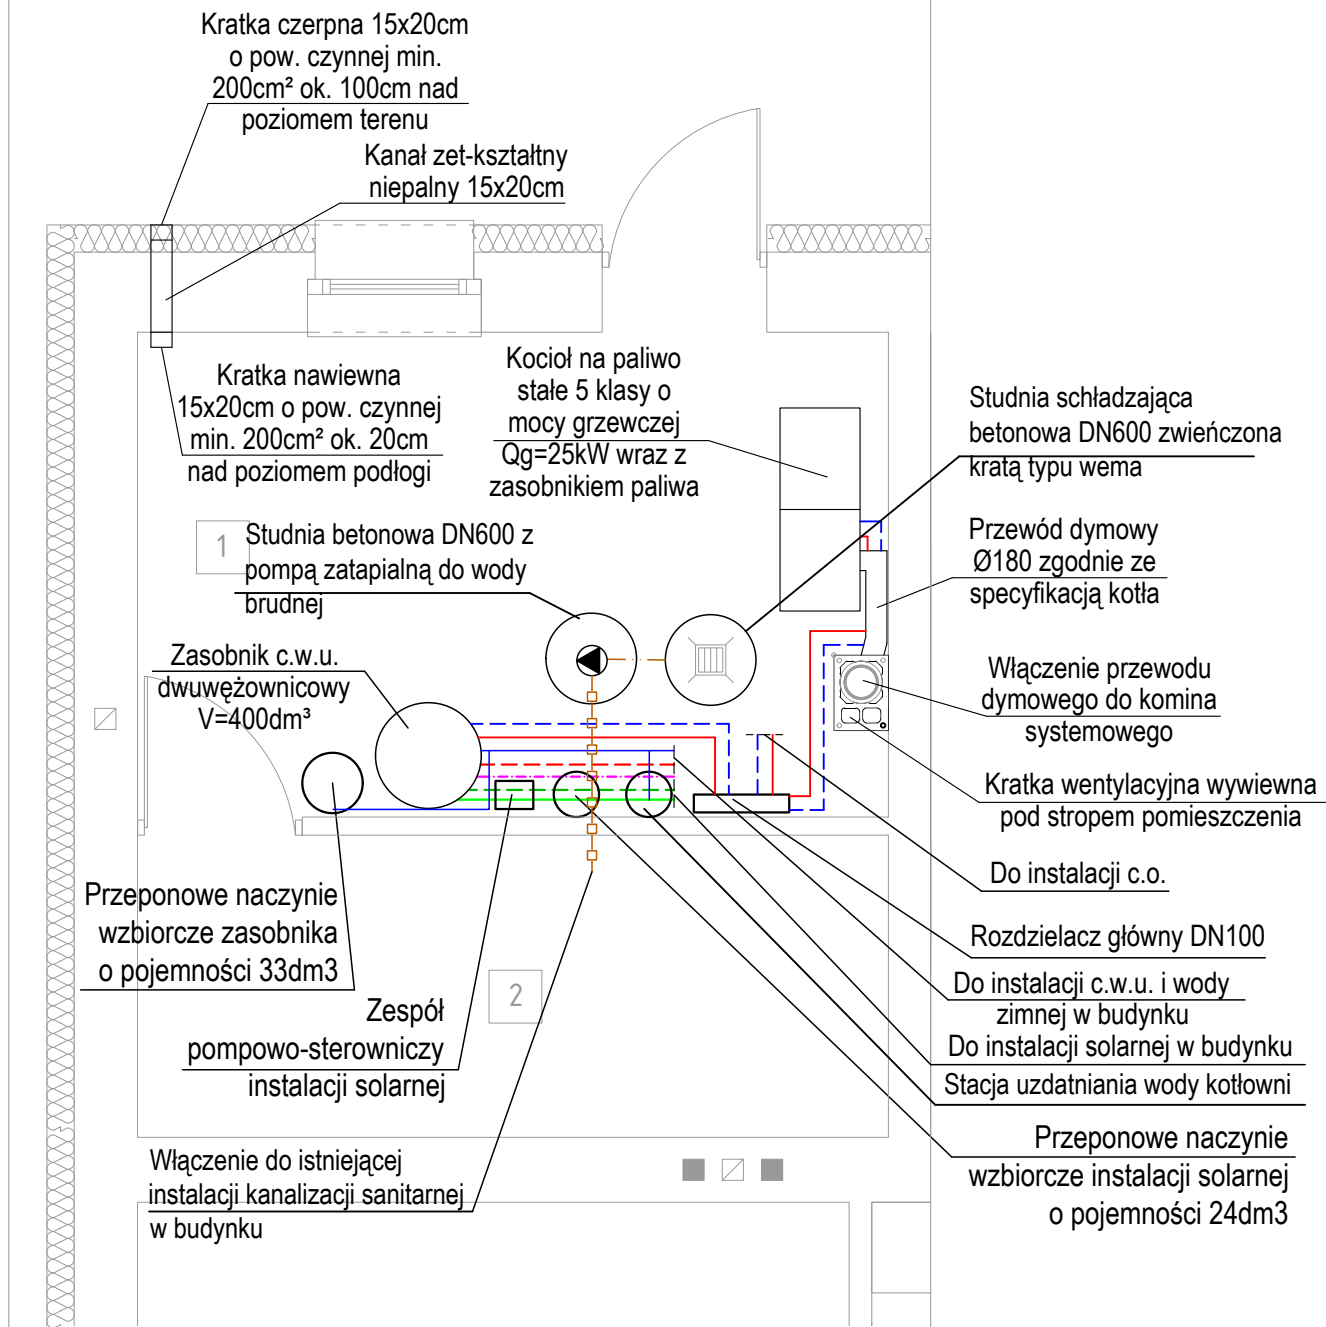 Kratka czerpna 15x20cm
o pow. czynnej min.
200cm² ok. 100cm nad
poziomem terenu
Kanał zet-kształtny
niepalny 15x20cm
Kratka nawiewna
15x20cm o pow. czynnej
min. 200cm² ok. 20cm
nad poziomem podłogi
Kocioł na paliwo
stałe 5 klasy o
mocy grzewczej
Qg=25kW wraz z
zasobnikiem paliwa
Studnia schładzająca
betonowa DN600 zwieńczona
kratą typu wema
1
Studnia betonowa DN600 z
pompą zatapialną do wody
brudnej
Przewód dymowy
Ø180 zgodnie ze
specyfikacją kotła
Zasobnik c.w.u.
dwuwężownicowy
V=400dm³
Włączenie przewodu
dymowego do komina
systemowego
Kratka wentylacyjna wywiewna
pod stropem pomieszczenia
Do instalacji c.o.
Przeponowe naczynie
wzbiorcze zasobnika
o pojemności 33dm3
Rozdzielacz główny DN100
2
Do instalacji c.w.u. i wody
zimnej w budynku
Zespół
pompowo-sterowniczy
instalacji solarnej
Do instalacji solarnej w budynku
Stacja uzdatniania wody kotłowni
Przeponowe naczynie
wzbiorcze instalacji solarnej
o pojemności 24dm3
Włączenie do istniejącej
instalacji kanalizacji sanitarnej
w budynku